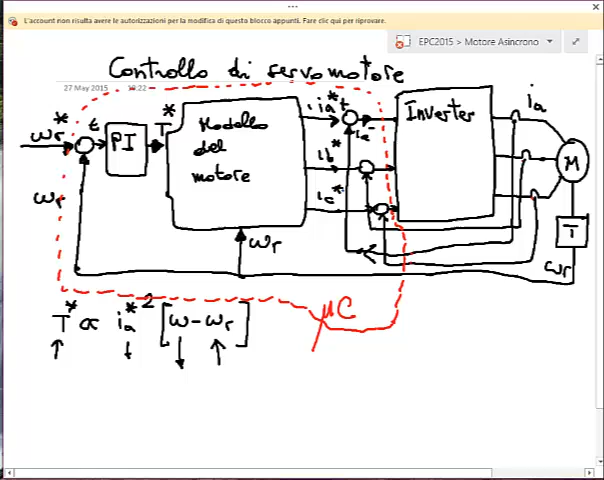 L'account non risulta avere le autorizzazioni per la modifica di questo blocco appunti. Fare clic qui per riprovare.
EPC2015 > Motore Asincrono
Controllo di servomotore
27 May 2015
ωr*
PI
T*
Modello
del
motore
ia*
ib*
ic*
Inverter
ia
M
ωr
ωr
ωr
μC
T* ∝ ia*² [ω-ωr]